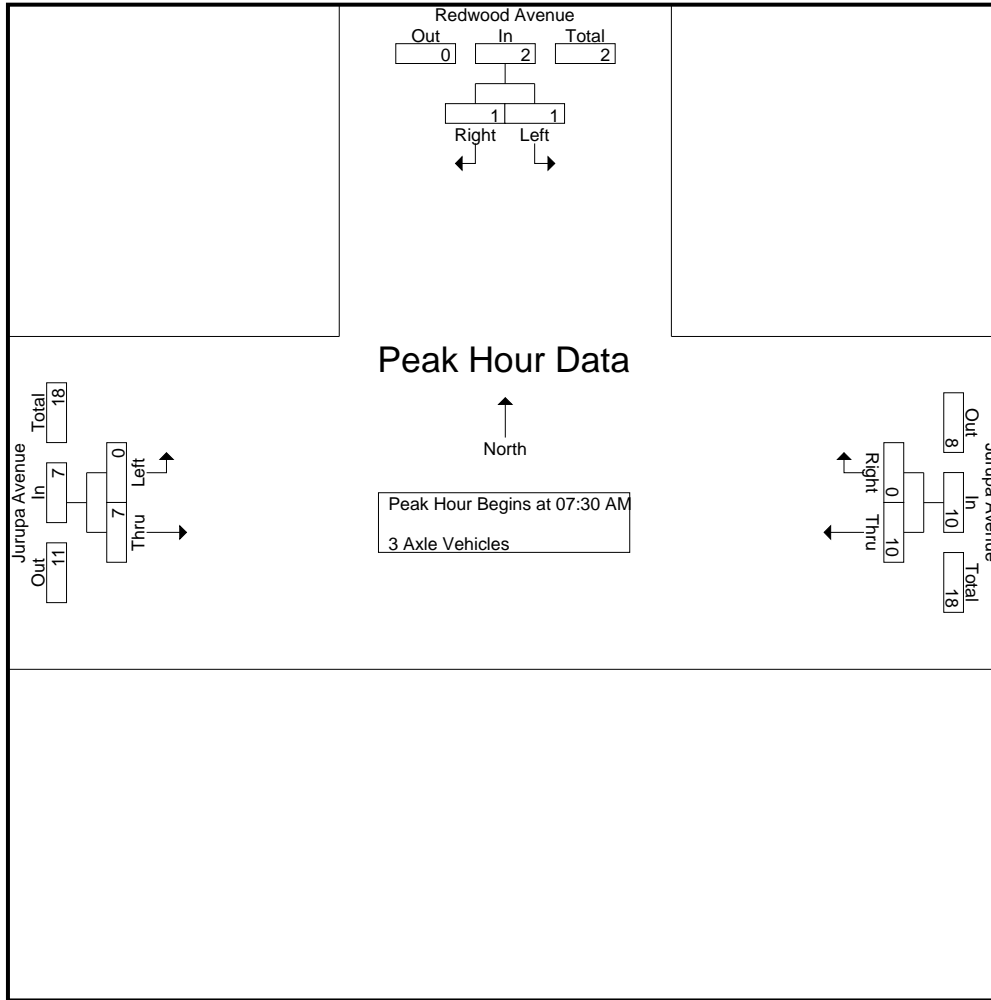 Redwood Avenue
Out In Total
0 2 2
1 1
Right Left
Peak Hour Data
North
Peak Hour Begins at 07:30 AM
3 Axle Vehicles
Jurupa Avenue
Total In Out
18 7 11
0 7
Left Thru
Jurupa Avenue
Out In Total
8 10 18
0 10
Right Thru